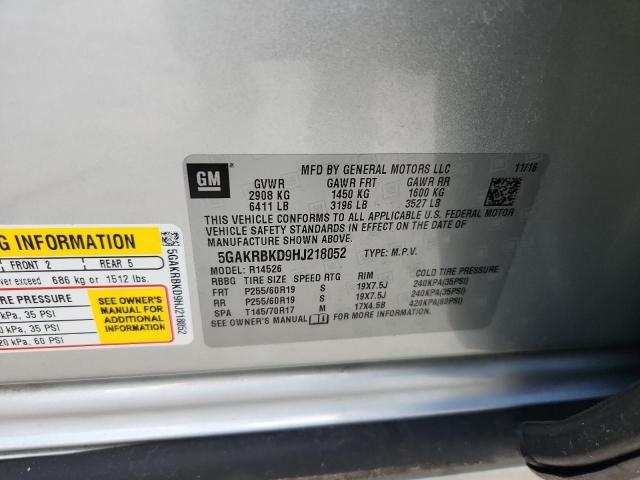 G INFORMATION
FRONT 2 REAR 5
exceed 686 kg or 1512 lbs.
RE PRESSURE
kPa, 35 PSI
0 kPa, 35 PSI
20 kPa, 60 PSI
SEE OWNER'S
MANUAL FOR
ADDITIONAL
INFORMATION
5GAKRBKD9HJ218052
GM
MFD BY GENERAL MOTORS LLC 11/16
GVWR GAWR FRT GAWR RR
2908 KG 1450 KG 1600 KG
6411 LB 3196 LB 3527 LB
THIS VEHICLE CONFORMS TO ALL APPLICABLE U.S. FEDERAL MOTOR
VEHICLE SAFETY STANDARDS IN EFFECT ON THE DATE OF
MANUFACTURE SHOWN ABOVE.
5GAKRBKD9HJ218052 TYPE: M.P.V.
MODEL: R14526
RBBG TIRE SIZE SPEED RTG RIM COLD TIRE PRESSURE
FRT P255/60R19 S 19X7.5J 240KPA(35PSI)
RR P255/60R19 S 19X7.5J 240KPA(35PSI)
SPA T145/70R17 M 17X4.5B 420KPA(60PSI)
SEE OWNER'S MANUAL FOR MORE INFORMATION.